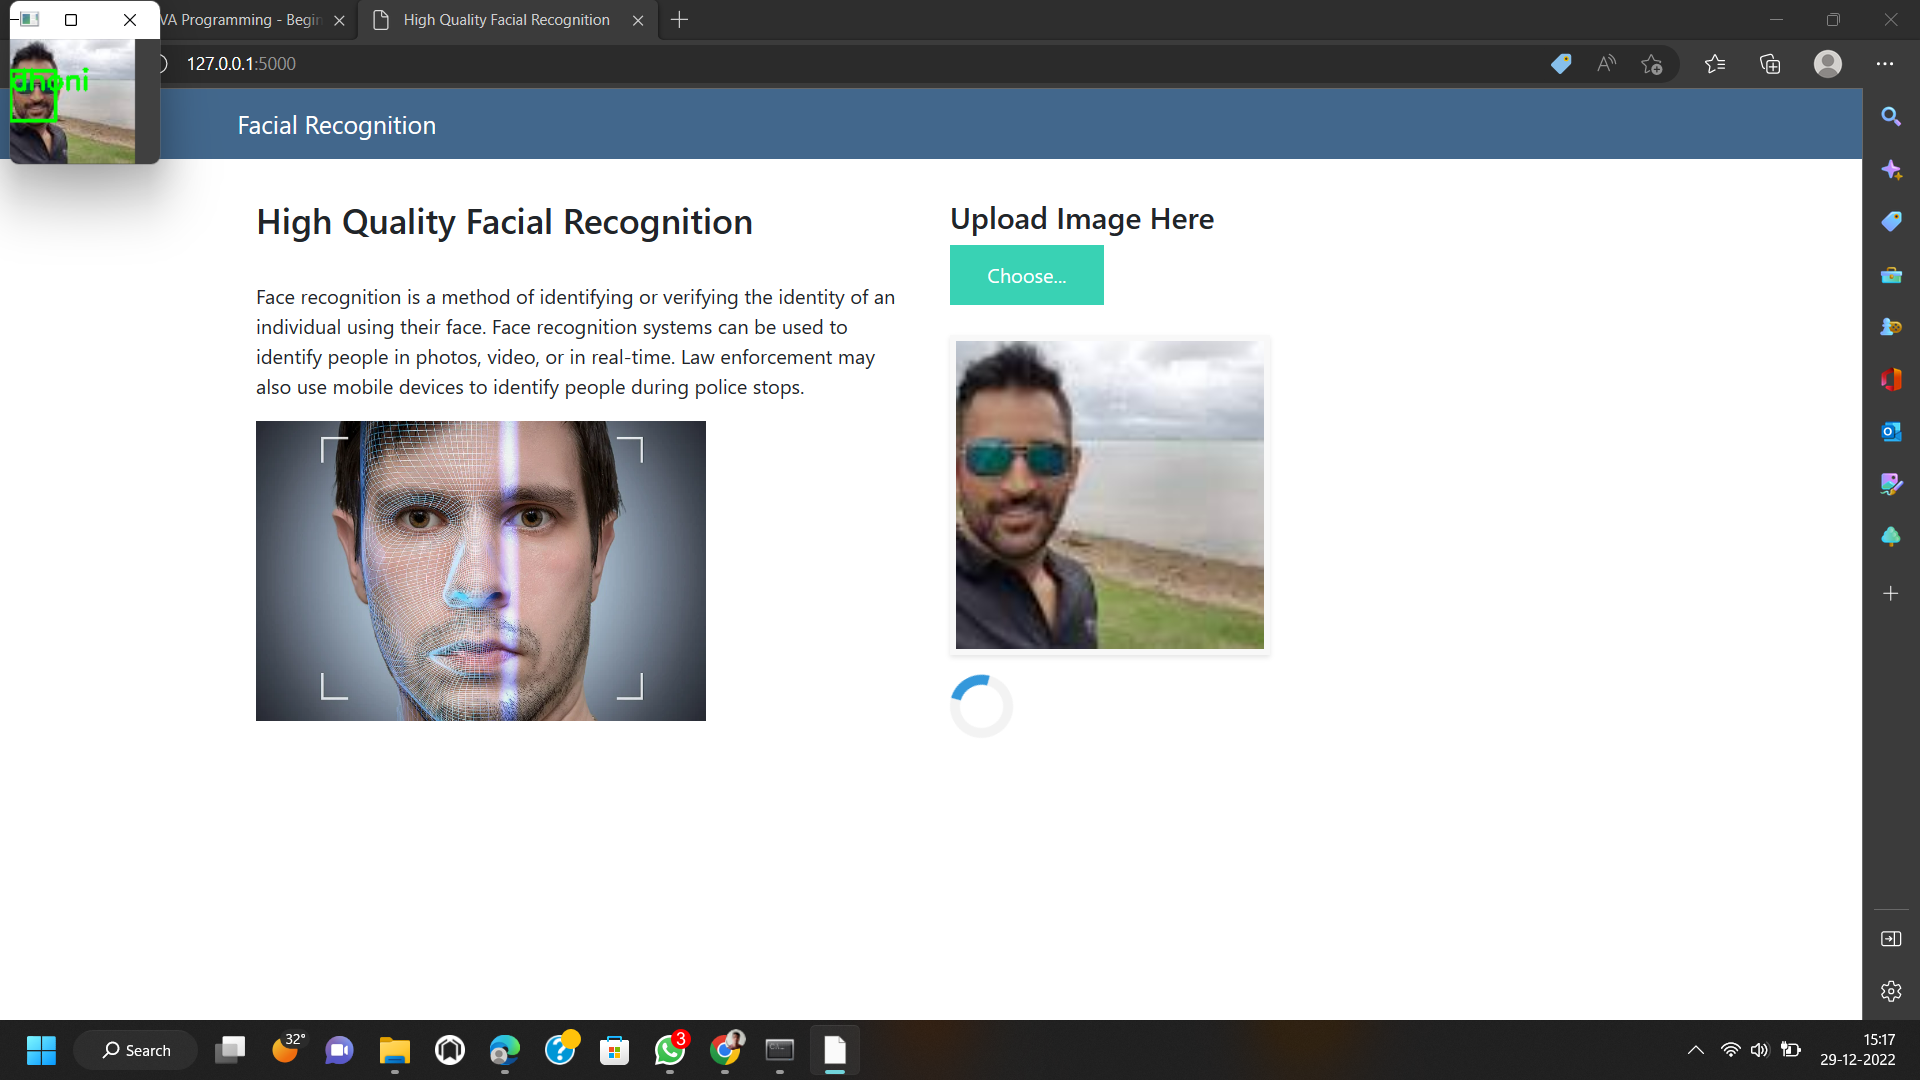 VA Programming - Begin
High Quality Facial Recognition
127.0.0.1:5000
dhoni
Facial Recognition
High Quality Facial Recognition
Face recognition is a method of identifying or verifying the identity of an
individual using their face. Face recognition systems can be used to
identify people in photos, video, or in real-time. Law enforcement may
also use mobile devices to identify people during police stops.
Upload Image Here
Choose...
32°
Search
3
15:17
29-12-2022